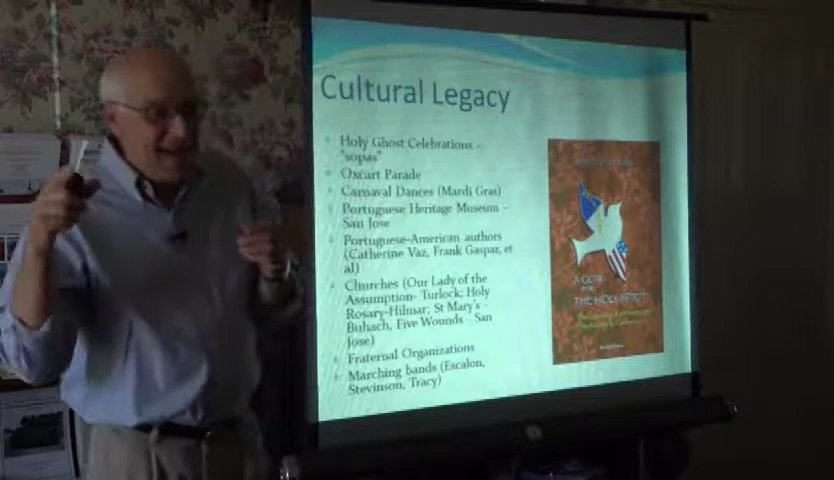 Cultural Legacy
Holy Ghost Celebrations -
"sopas"
Oxcart Parade
Carnaval Dances (Mardi Gras)
Portuguese Heritage Museum -
San Jose
Portuguese-American authors
(Catherine Vaz, Frank Gaspar, et
al)
Churches (Our Lady of the
Assumption- Turlock; Holy
Rosary-Hilmar; St Mary's -
Buhach, Five Wounds - San
Jose)
Fraternal Organizations
Marching bands (Escalon,
Stevinson, Tracy)
THE HOLY SPIRIT